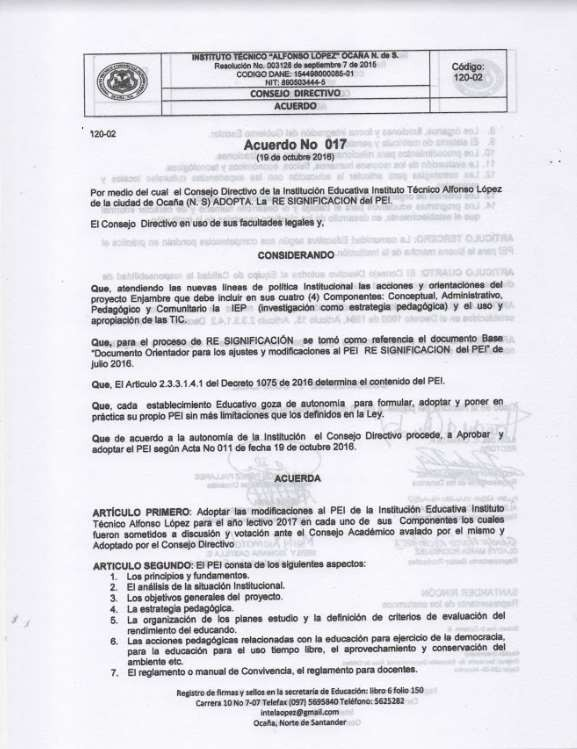 INSTITUTO TÉCNICO "ALFONSO LÓPEZ" OCAÑA N. de S.
Resolución No. 003128 de septiembre 7 de 2015
CODIGO DANE: 154498000085-01
NIT: 890503444-5
CONSEJO DIRECTIVO
ACUERDO
Código:
120-02
120-02
Acuerdo No 017
(19 de octubre 2016)
Por medio del cual el Consejo Directivo de la Institución Educativa Instituto Técnico Alfonso López
de la ciudad de Ocaña (N. S) ADOPTA. La RE SIGNIFICACION del PEI.
El Consejo Directivo en uso de sus facultades legales y,
CONSIDERANDO
Que, atendiendo las nuevas líneas de política institucional las acciones y orientaciones del
proyecto Enjambre que debe incluir en sus cuatro (4) Componentes: Conceptual, Administrativo,
Pedagógico y Comunitario la IEP (investigación como estrategia pedagógica) y el uso y
apropiación de las TIC.
Que, para el proceso de RE SIGNIFICACIÓN se tomó como referencia el documento Base
"Documento Orientador para los ajustes y modificaciones al PEI RE SIGNIFICACION del PEI" de
julio 2016.
Que, El Articulo 2.3.3.1.4.1 del Decreto 1075 de 2016 determina el contenido del PEI.
Que, cada establecimiento Educativo goza de autonomía para formular, adoptar y poner en
práctica su propio PEI sin más limitaciones que los definidos en la Ley.
Que de acuerdo a la autonomía de la Institución el Consejo Directivo procede, a Aprobar y
adoptar el PEI según Acta No 011 de fecha 19 de octubre 2016.
ACUERDA
ARTÍCULO PRIMERO: Adoptar las modificaciones al PEI de la Institución Educativa Instituto
Técnico Alfonso López para el año lectivo 2017 en cada uno de sus Componentes los cuales
fueron sometidos a discusión y votación ante el Consejo Académico avalado por el mismo y
Adoptado por el Consejo Directivo
ARTICULO SEGUNDO: El PEI consta de los siguientes aspectos:
1. Los principios y fundamentos.
2. El análisis de la situación Institucional.
3. Los objetivos generales del proyecto.
4. La estrategia pedagógica.
5. La organización de los planes estudio y la definición de criterios de evaluación del
rendimiento del educando.
6. Las acciones pedagógicas relacionadas con la educación para ejercicio de la democracia,
para la educación para el uso tiempo libre, el aprovechamiento y conservación del
ambiente etc.
7. El reglamento o manual de Convivencia, el reglamento para docentes.
Registro de firmas y sellos en la secretaría de Educación: libro 6 folio 150
Carrera 10 No 7-07 Telefax (097) 5695840 Teléfono: 5625282
intelaopez@gmail.com
Ocaña, Norte de Santander